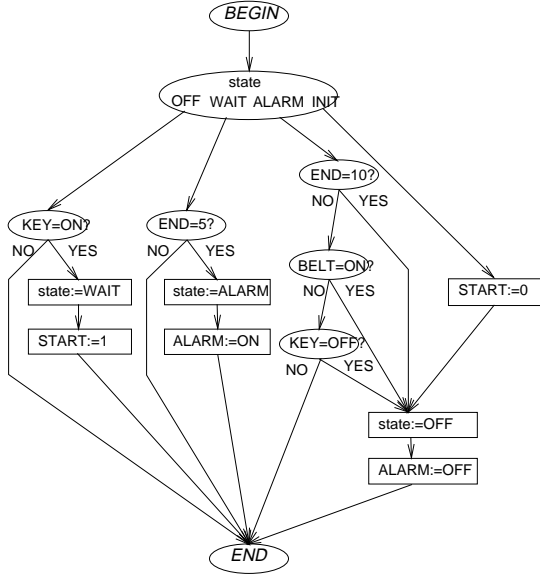 BEGIN
state
OFF WAIT ALARM INIT
END=10?
NO YES
KEY=ON?
END=5?
NO YES
NO YES
BELT=ON?
NO YES
state:=WAIT
state:=ALARM
START:=0
START:=1
ALARM:=ON
KEY=OFF?
NO YES
state:=OFF
ALARM:=OFF
END